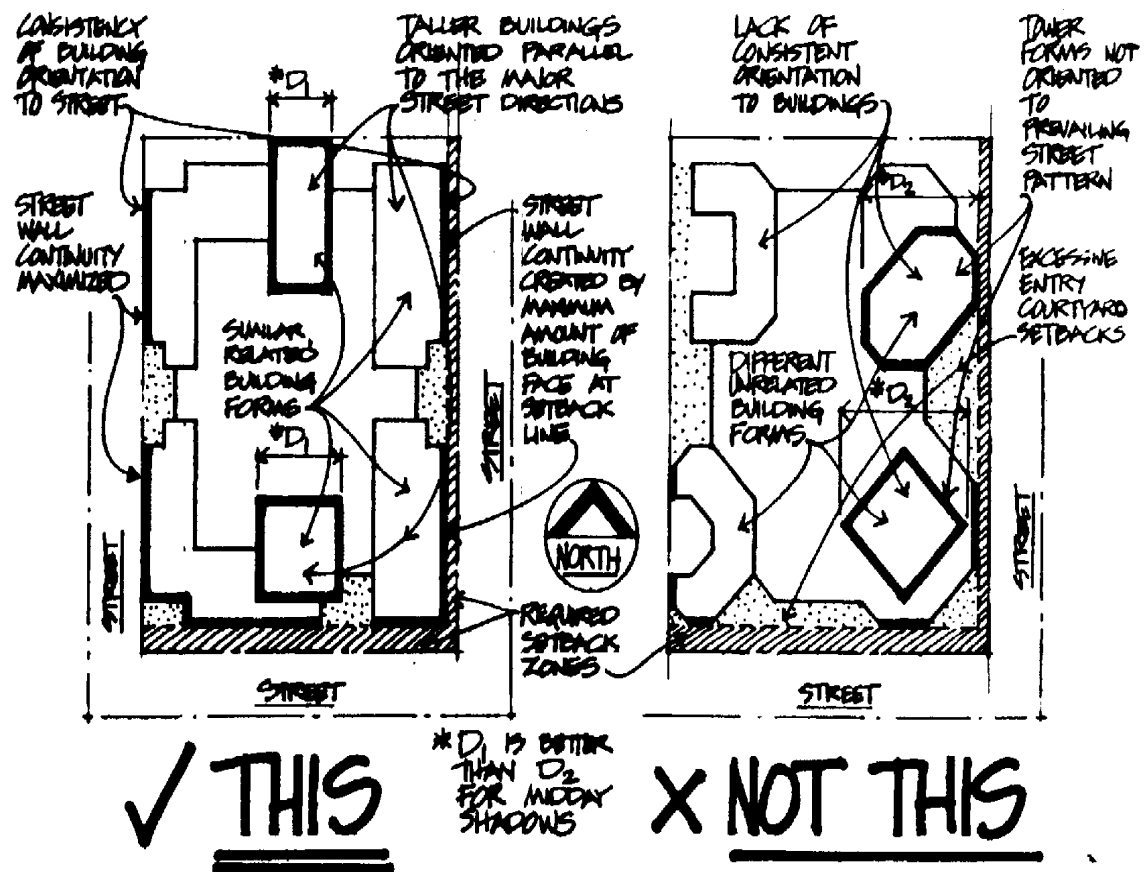 CONSISTENCY
OF BUILDING
ORIENTATION
TO STREET
*D1
TALLER BUILDINGS
ORIENTED PARALLEL
TO THE MAJOR
STREET DIRECTIONS
LACK OF
CONSISTENT
ORIENTATION
TO BUILDINGS
TOWER
FORMS NOT
ORIENTED
TO
PREVAILING
STREET
PATTERN
STREET
WALL
CONTINUITY
MAXIMIZED
STREET
WALL
CONTINUITY
CREATED BY
MAXIMUM
AMOUNT OF
BUILDING
FACE AT
SETBACK
LINE
*D2
EXCESSIVE
ENTRY
COURTYARD
SETBACKS
SIMILAR
RELATED
BUILDING
FORMS
*D1
DIFFERENT
UNRELATED
BUILDING
FORMS
*D2
STREET
STREET
NORTH
STREET
REQUIRED
SETBACK
ZONES
STREET
STREET
* D1 IS BETTER
THAN D2
FOR MIDDAY
SHADOWS
✓ THIS
X NOT THIS